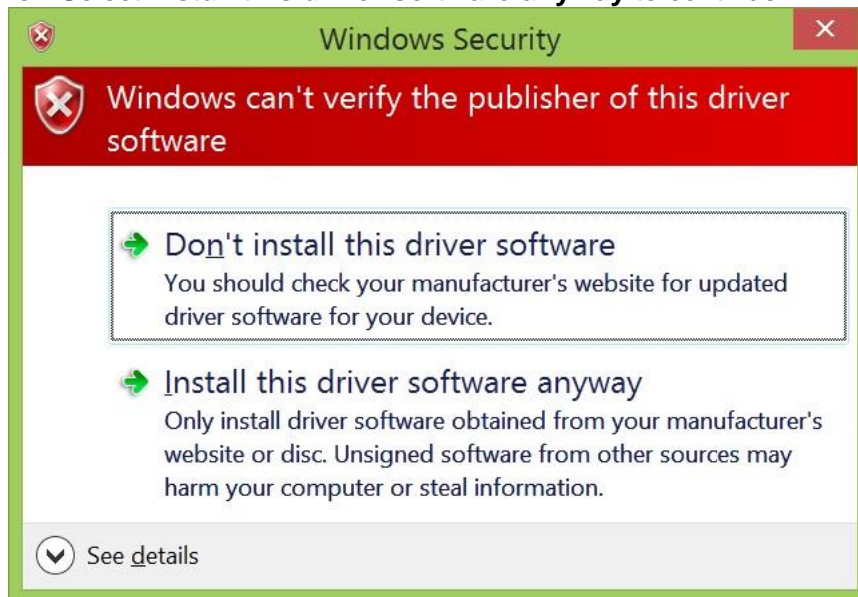 Windows Security
Windows can't verify the publisher of this driver
software
Don't install this driver software
You should check your manufacturer's website for updated
driver software for your device.
Install this driver software anyway
Only install driver software obtained from your manufacturer's
website or disc. Unsigned software from other sources may
harm your computer or steal information.
See details